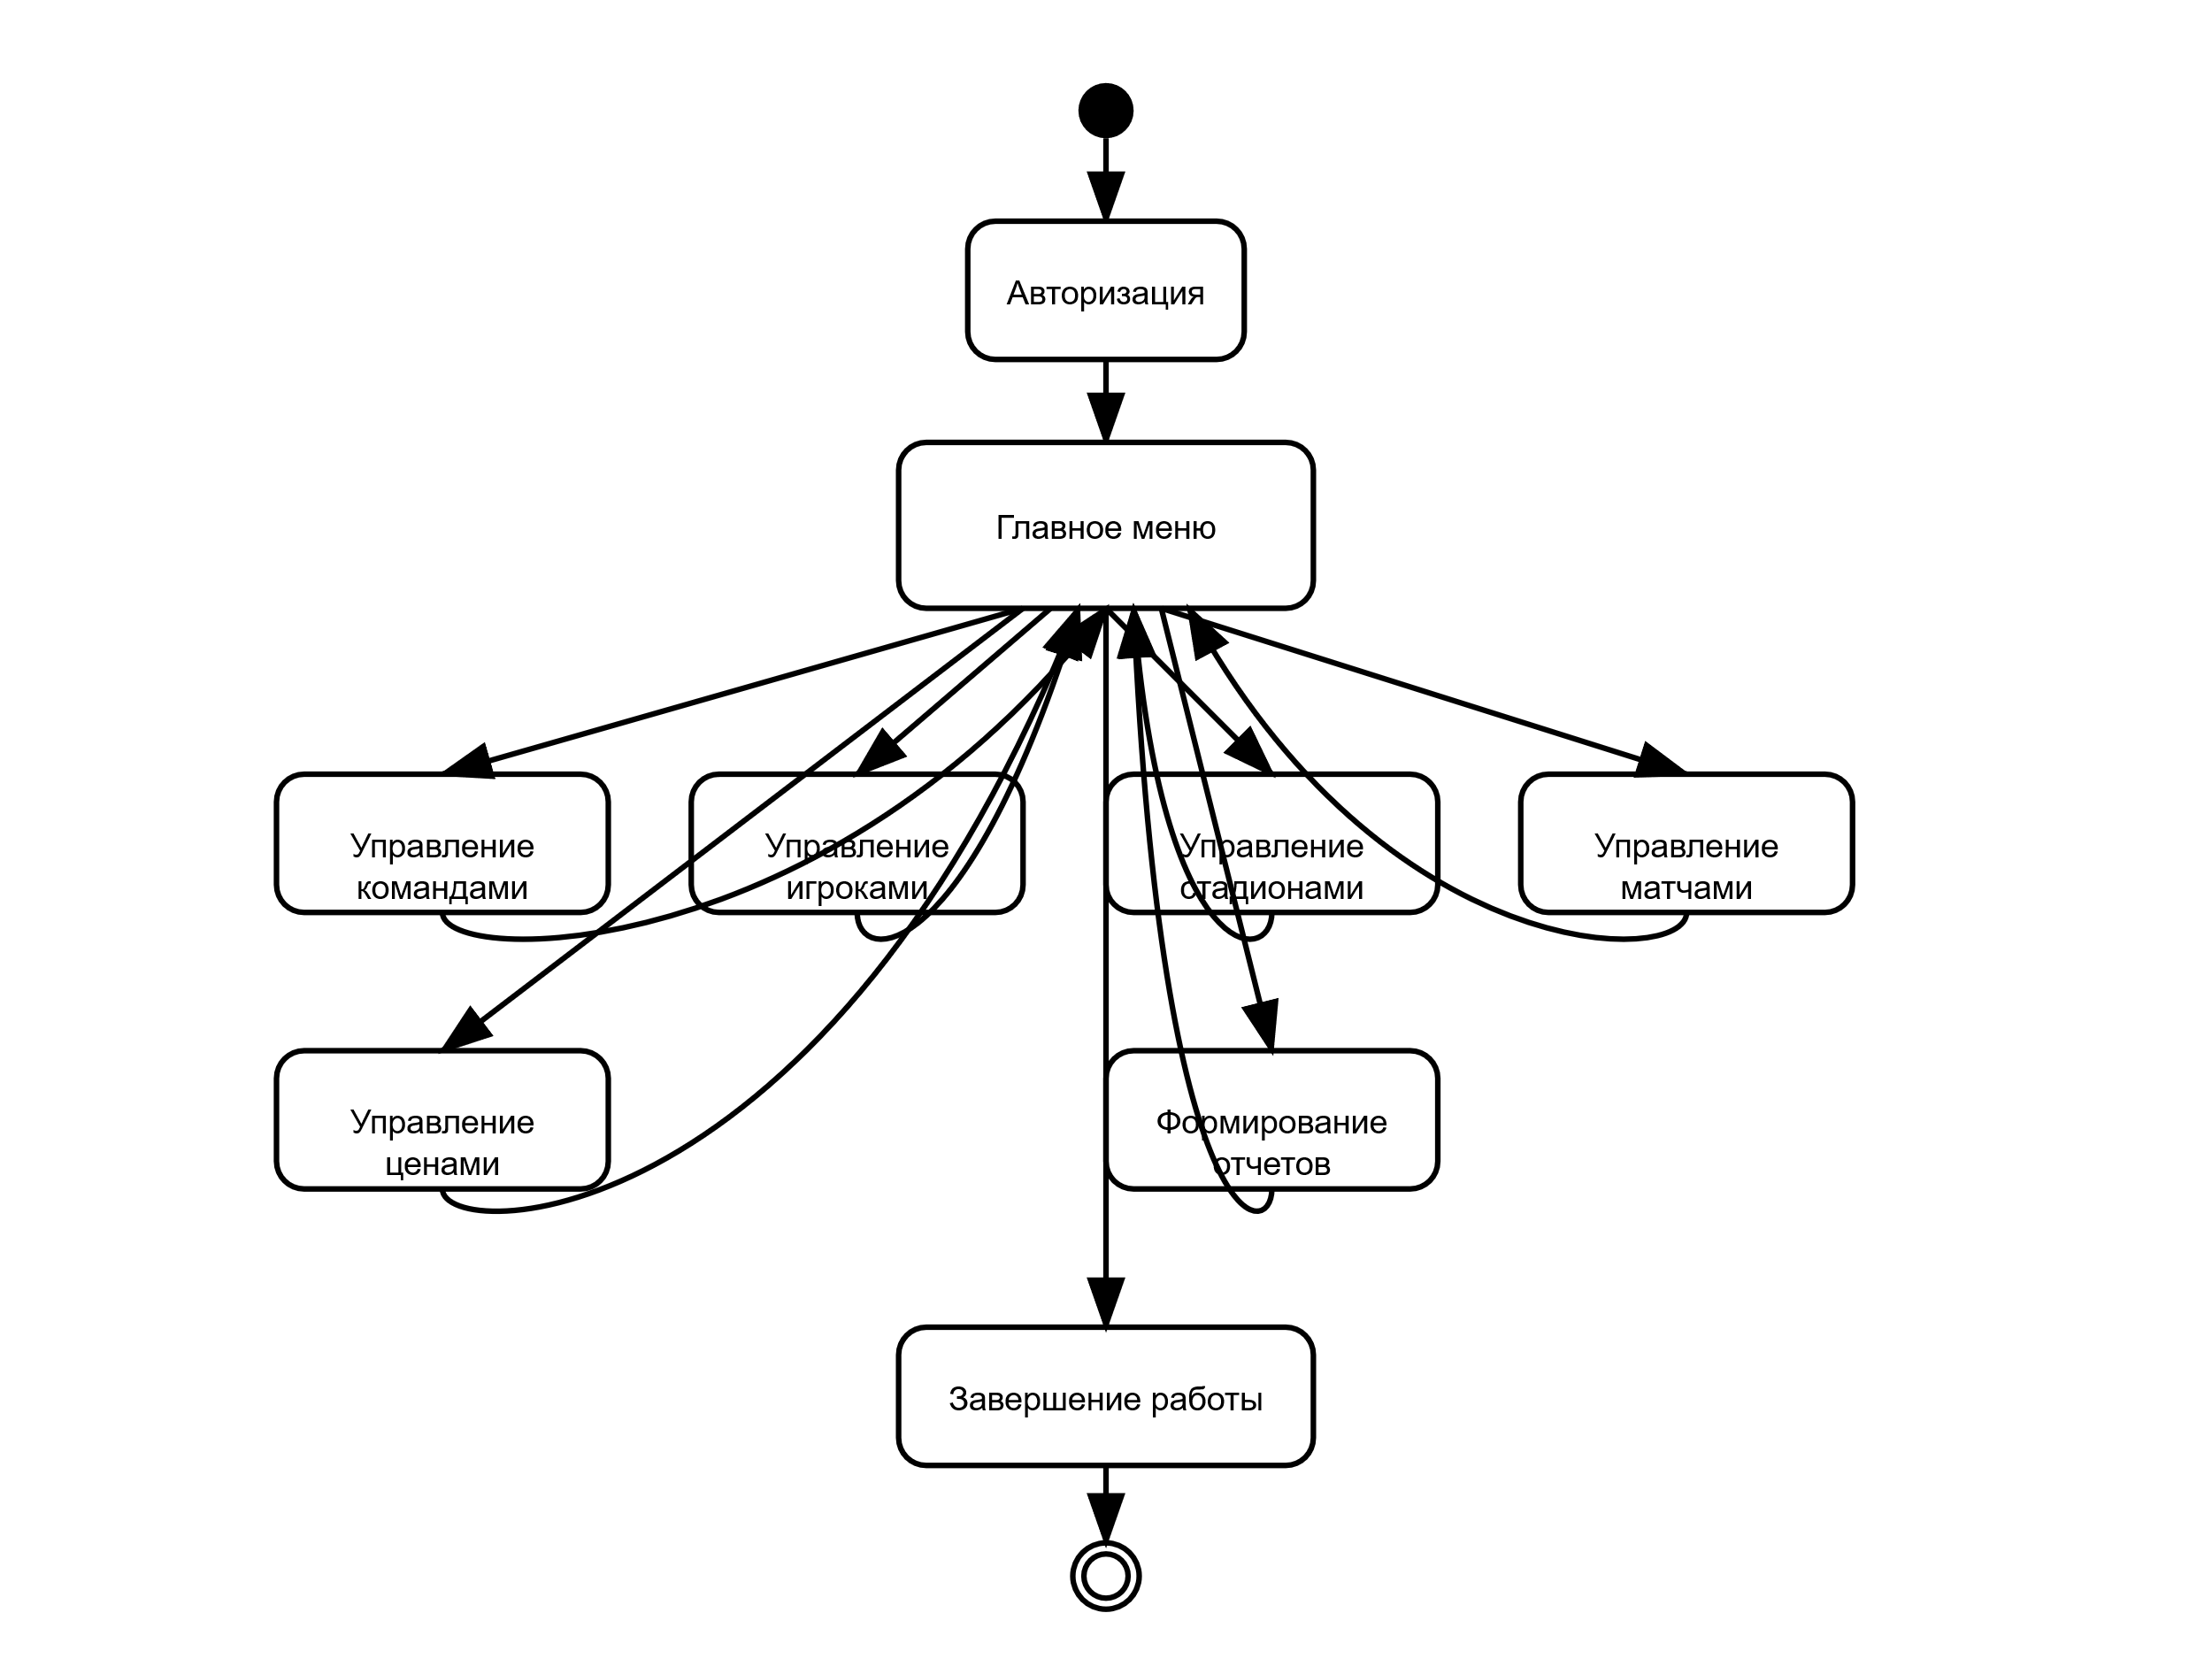 Авторизация
Главное меню
Управление
командами
Управление
игроками
Управление
стадионами
Управление
матчами
Управление
ценами
Формирование
отчетов
Завершение работы